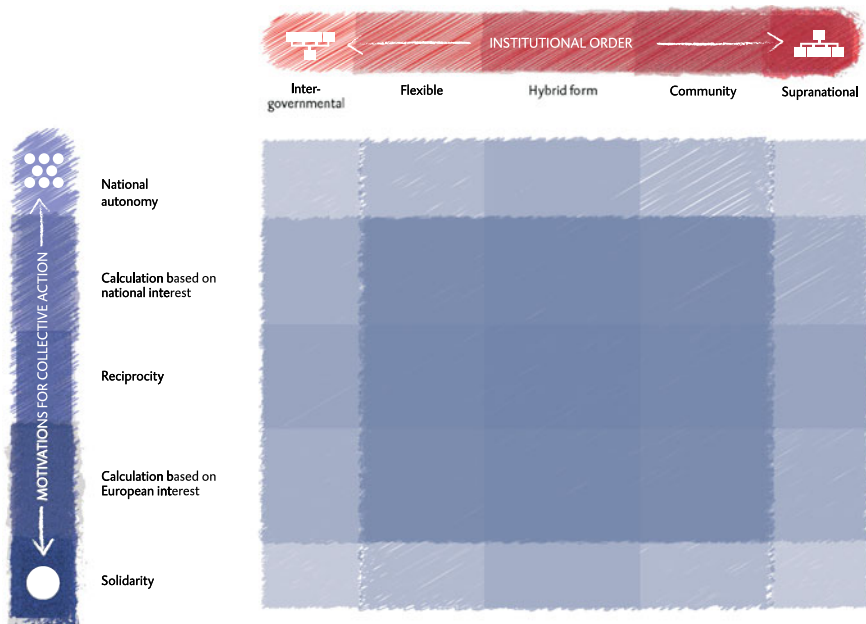 INSTITUTIONAL ORDER
Inter-
governmental
Flexible
Hybrid form
Community
Supranational
MOTIVATIONS FOR COLLECTIVE ACTION
National
autonomy
Calculation based on
national interest
Reciprocity
Calculation based on
European interest
Solidarity